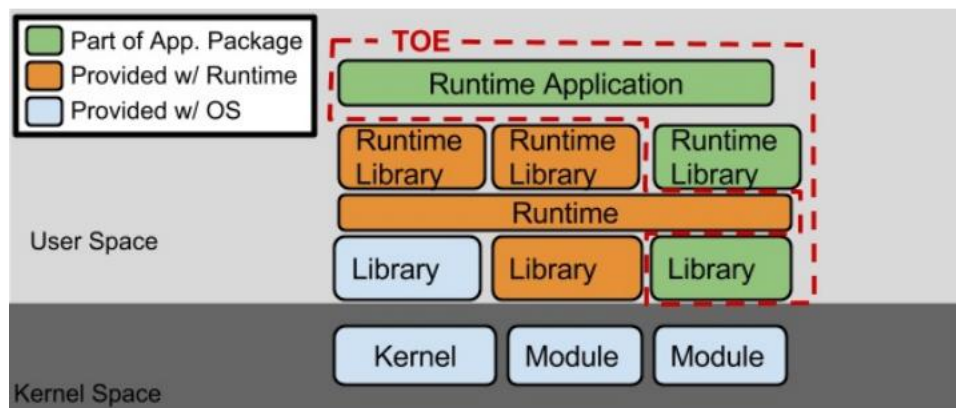 Part of App. Package
Provided w/ Runtime
Provided w/ OS
TOE
Runtime Application
Runtime
Library
Runtime
Library
Runtime
Library
Runtime
User Space
Library
Library
Library
Kernel
Module
Module
Kernel Space